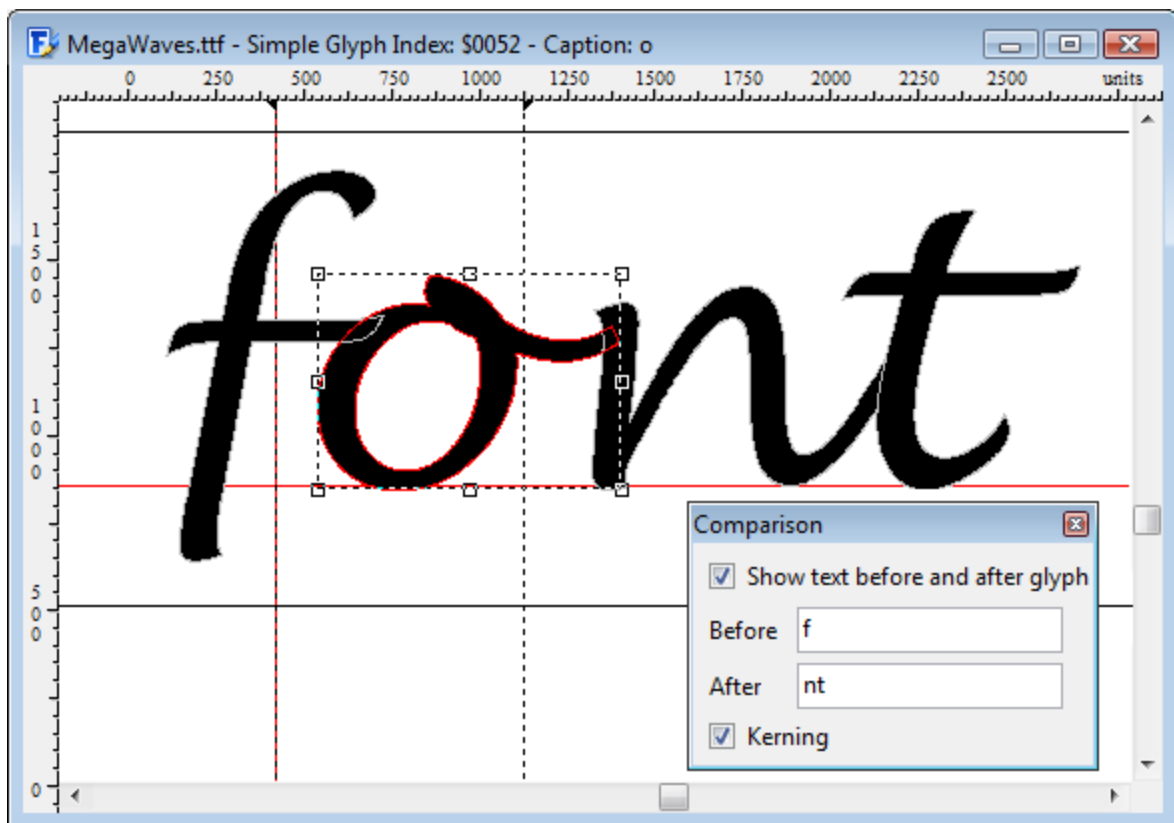 MegaWaves.ttf - Simple Glyph Index: $0052 - Caption: o
0 250 500 750 1000 1250 1500 1750 2000 2250 2500 units
1500
1000
500
0
font
Comparison
Show text before and after glyph
Before f
After nt
Kerning